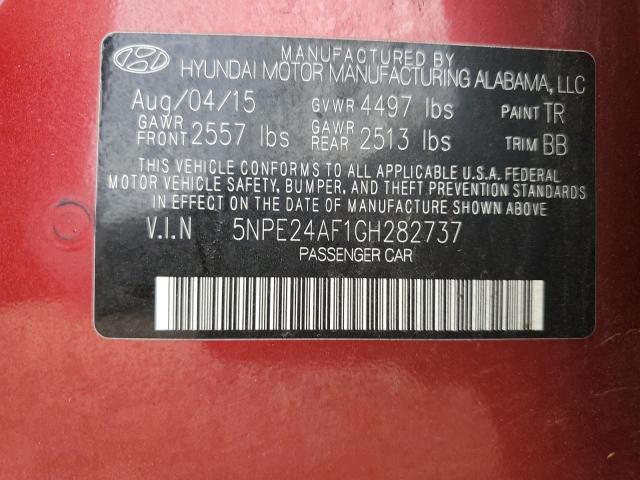 MANUFACTURED BY
HYUNDAI MOTOR MANUFACTURING ALABAMA, LLC
Aug/04/15 GVWR 4497 lbs PAINT TR
GAWR FRONT 2557 lbs GAWR REAR 2513 lbs TRIM BB
THIS VEHICLE CONFORMS TO ALL APPLICABLE U.S.A. FEDERAL
MOTOR VEHICLE SAFETY, BUMPER, AND THEFT PREVENTION STANDARDS
IN EFFECT ON THE DATE OF MANUFACTURE SHOWN ABOVE.
V.I.N 5NPE24AF1GH282737
PASSENGER CAR